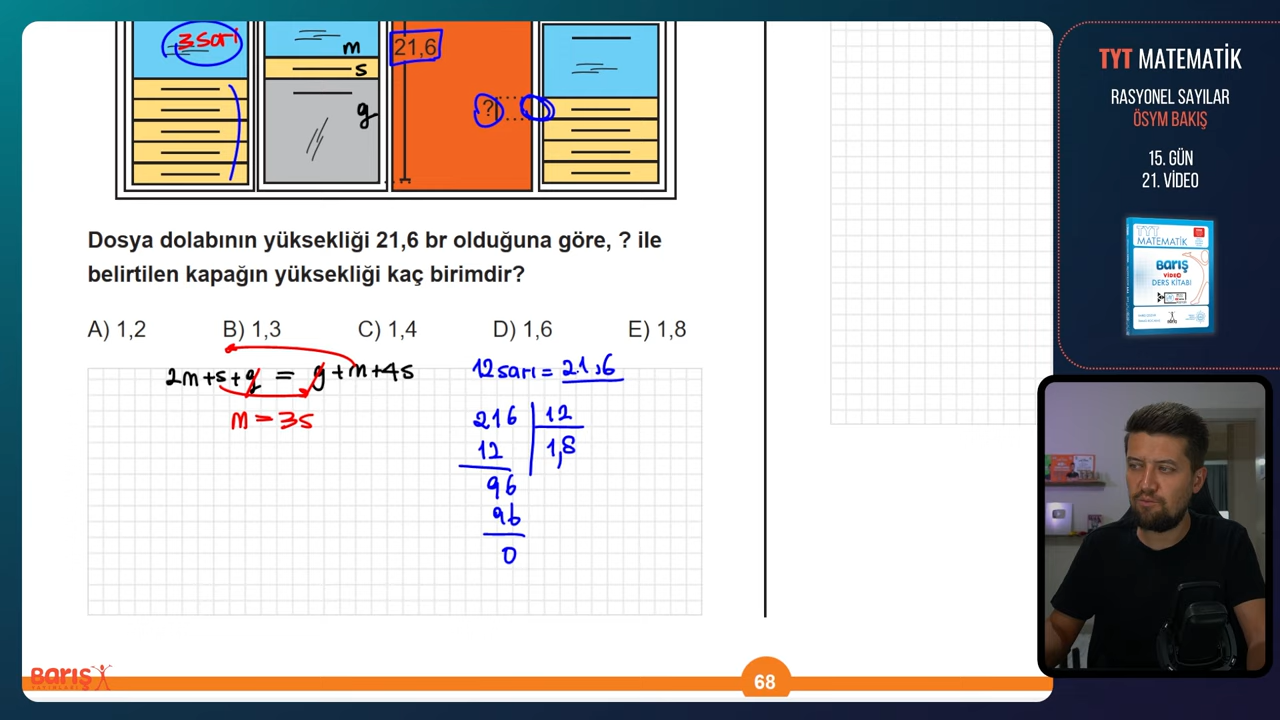 3 sarı
m
s
g
21,6
?
Dosya dolabının yüksekliği 21,6 br olduğuna göre, ? ile
belirtilen kapağın yüksekliği kaç birimdir?
A) 1,2 B) 1,3 C) 1,4 D) 1,6 E) 1,8
2m+s+g = g+m+4s
m = 3s
12 sarı = 21,6
216 12
12 1,8
96
96
0
BARIŞ
YAYINLARI
68
TYT MATEMATİK
RASYONEL SAYILAR
ÖSYM BAKIŞ
15. GÜN
21. VİDEO
TYT
MATEMATİK
BARIŞ
VİDEO
DERS KİTABI